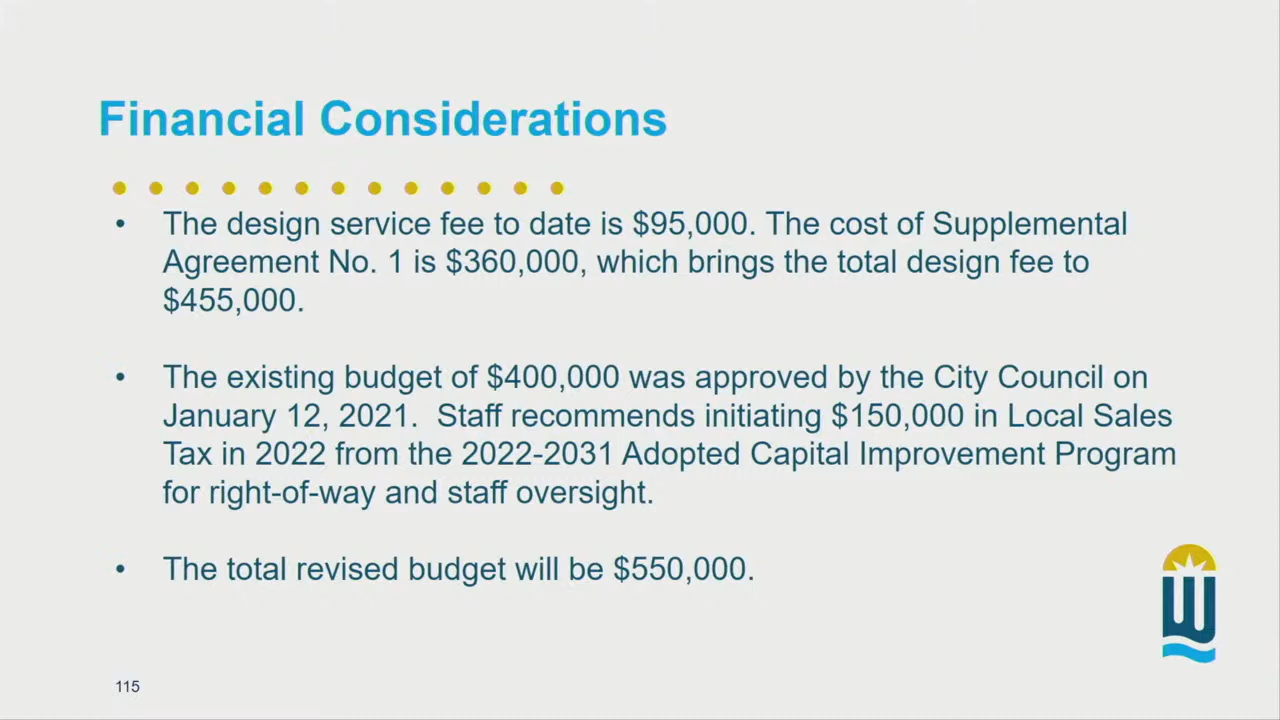 Financial Considerations
• The design service fee to date is $95,000. The cost of Supplemental
Agreement No. 1 is $360,000, which brings the total design fee to
$455,000.
• The existing budget of $400,000 was approved by the City Council on
January 12, 2021.  Staff recommends initiating $150,000 in Local Sales
Tax in 2022 from the 2022-2031 Adopted Capital Improvement Program
for right-of-way and staff oversight.
• The total revised budget will be $550,000.
W
115